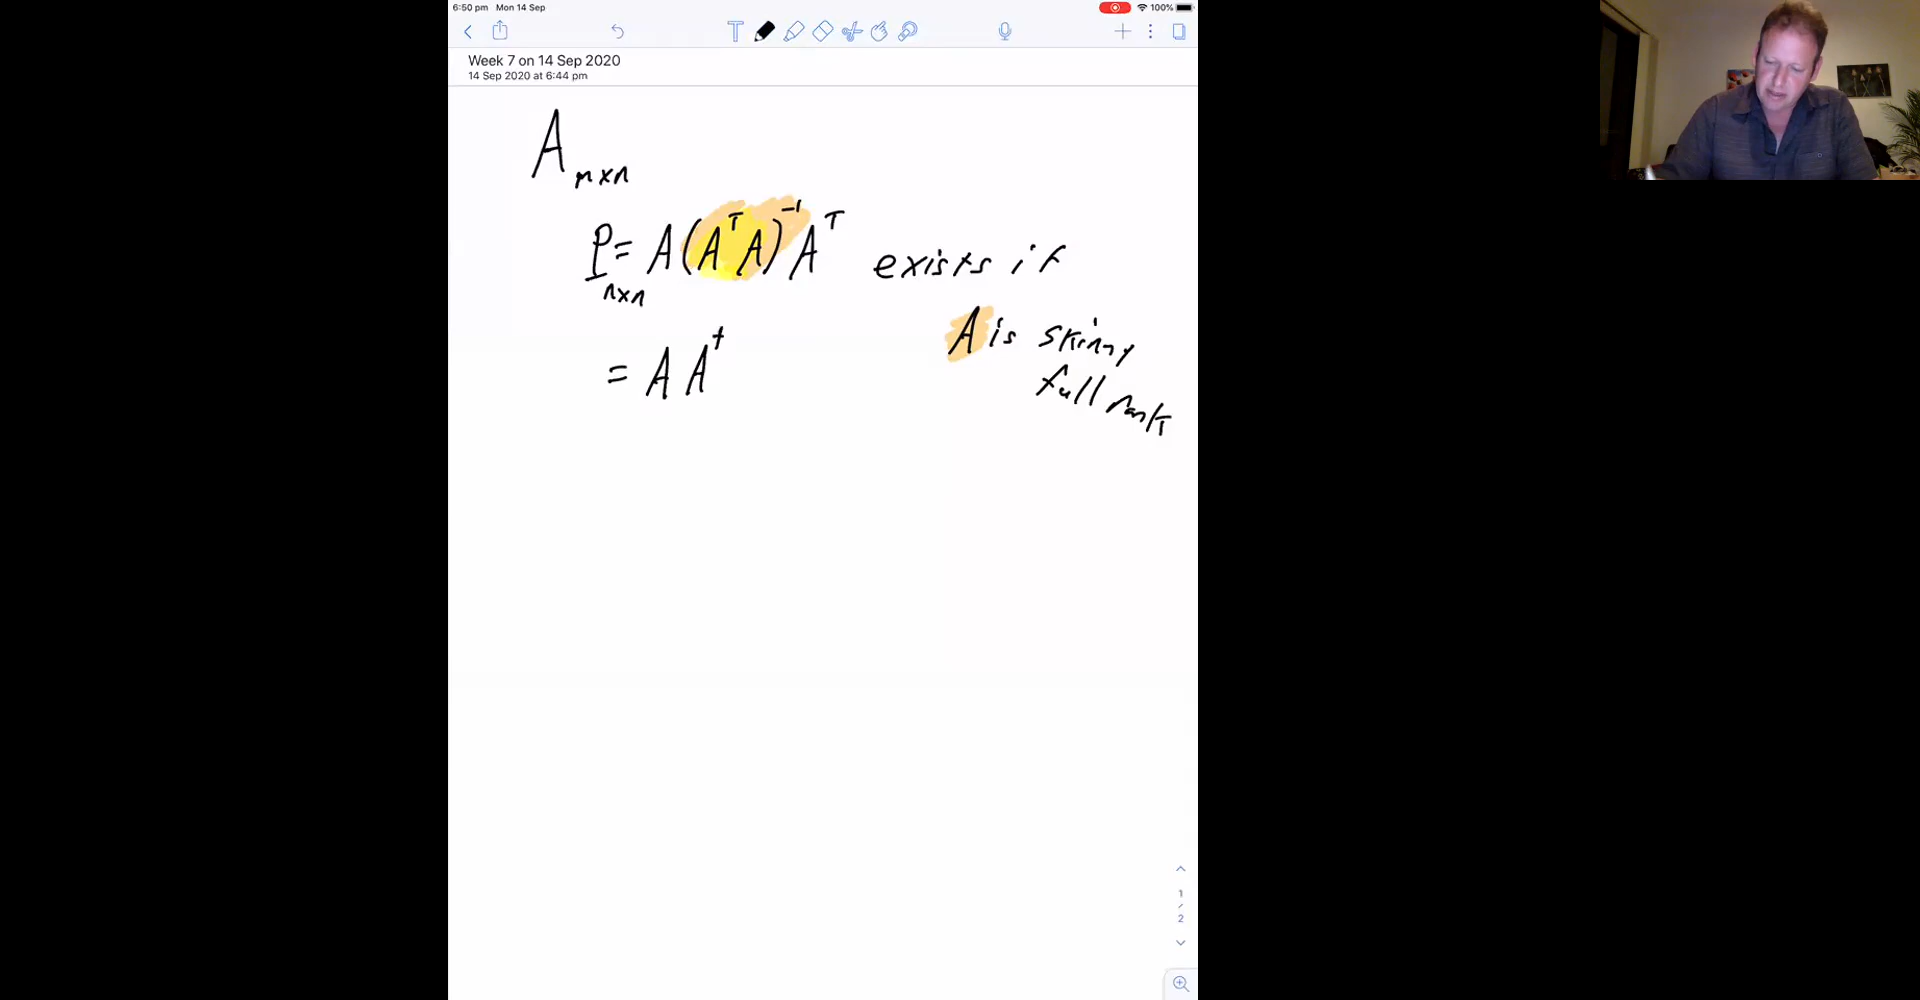 6:50 pm Mon 14 Sep
100%
Week 7 on 14 Sep 2020
14 Sep 2020 at 6:44 pm
A m×n
P = A(AᵀA)⁻¹Aᵀ exists if
n×n
A is skinny
= A A†
full rank
1
/
2